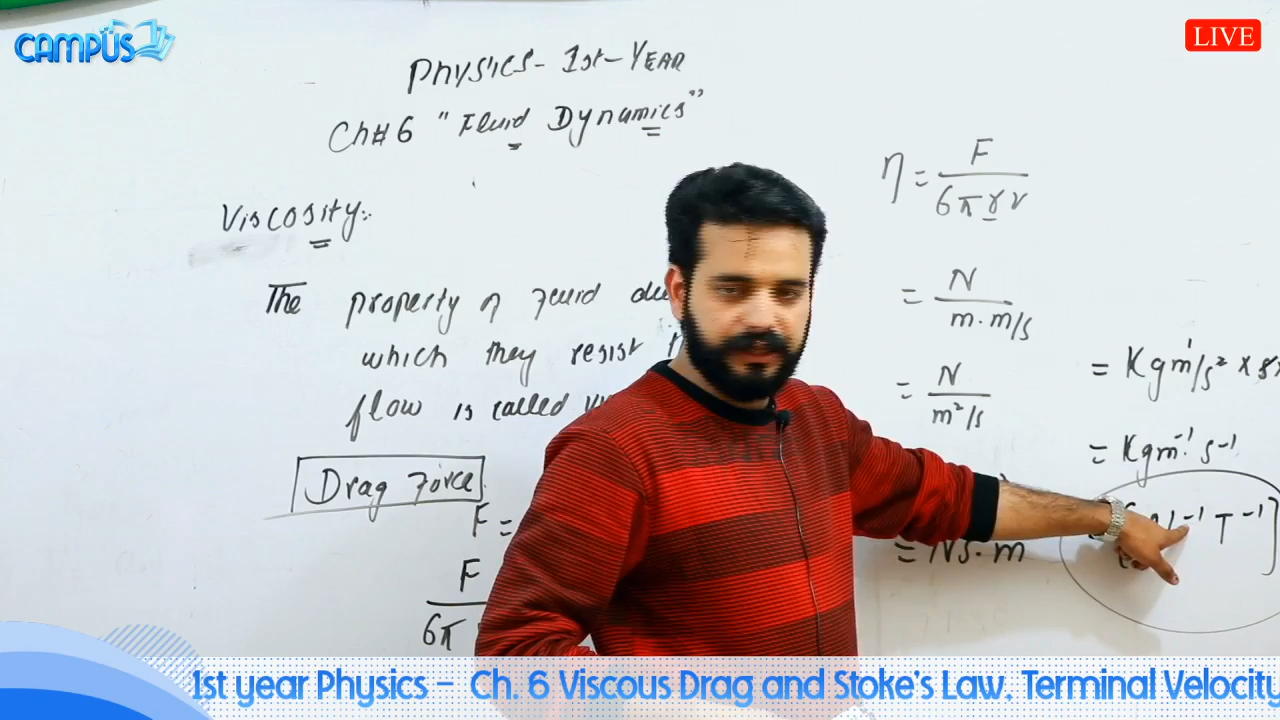 CAMPUS
LIVE
Physics - 1st - YEAR
Ch# 6 "Fluid Dynamics"
Viscosity:
The property of Fluid due
which they resist
flow is called
Drag Force
F =
F
6π
η = F
6π r v
= N
m. m/s
= N
m²/s
= Ns. m
= Kgm/s² ×
= Kgm⁻¹ s⁻¹
L⁻¹ T⁻¹]
1st year Physics - Ch. 6 Viscous Drag and Stoke's Law, Terminal Velocity